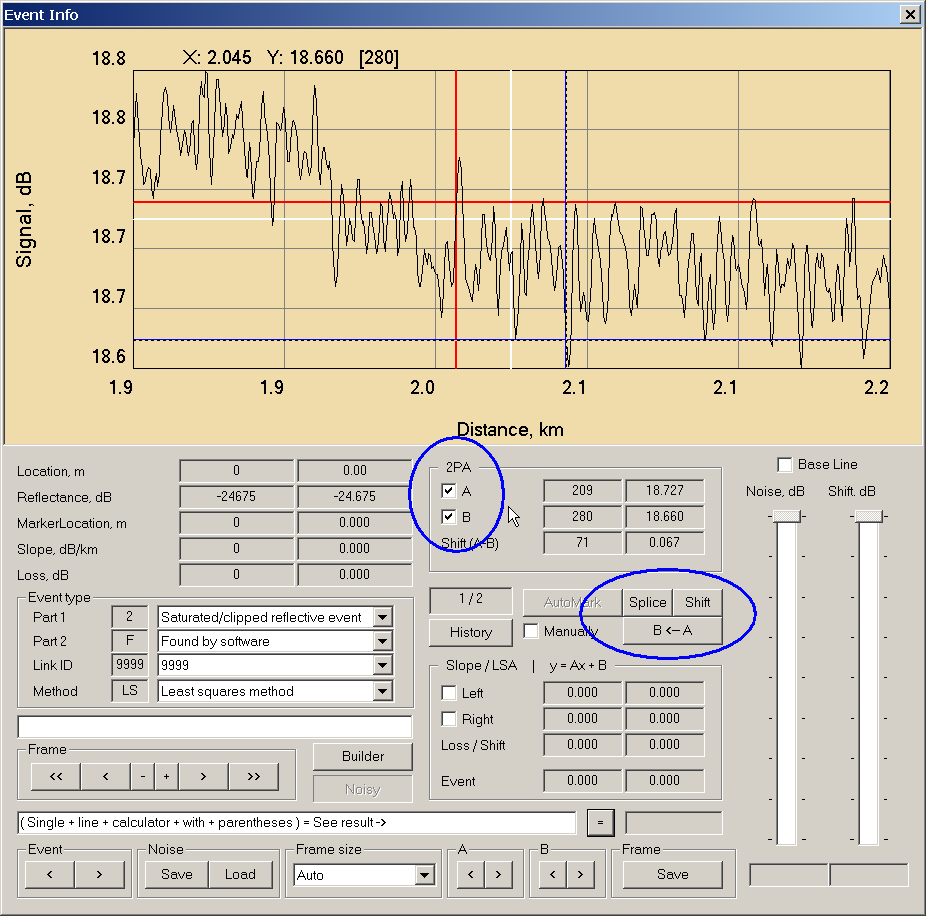 Event Info
X: 2.045 Y: 18.660 [280]
18.8
18.8
18.7
18.7
18.7
18.6
Signal, dB
1.9 1.9 2.0 2.1 2.1 2.2
Distance, km
Location, m 0 0.00
Reflectance, dB -24675 -24.675
MarkerLocation, m 0 0.000
Slope, dB/km 0 0.000
Loss, dB 0 0.000
Event type
Part 1 2 Saturated/clipped reflective event
Part 2 F Found by software
Link ID 9999 9999
Method LS Least squares method
Frame
<< < - + > >>
Builder
Noisy
2PA
A 209 18.727
B 280 18.660
Shift (A-B) 71 0.067
1 / 2 AutoMark Splice Shift
History Manually B <-- A
Slope / LSA | y = Ax + B
Left 0.000 0.000
Right 0.000 0.000
Loss / Shift 0.000 0.000
Event 0.000 0.000
Base Line
Noise, dB Shift. dB
( Single + line + calculator + with + parentheses ) = See result -> =
Event Noise Frame size A B Frame
< > Save Load Auto < > < > Save